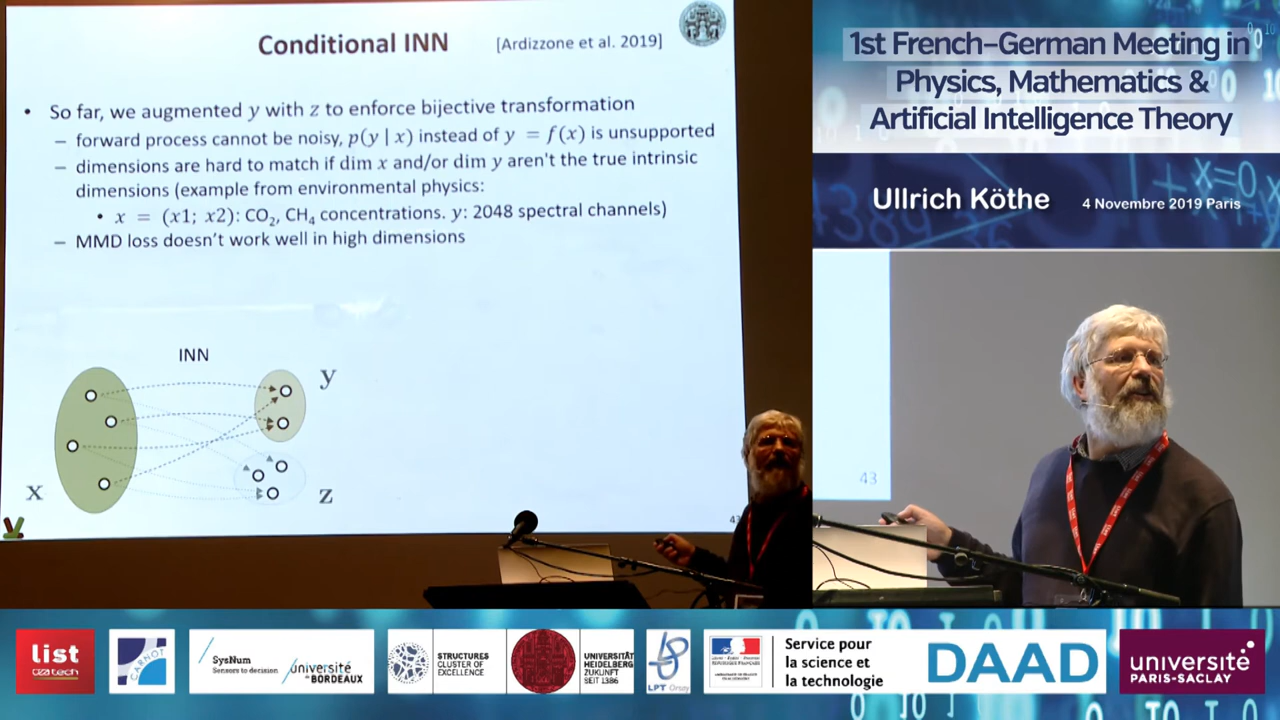 Conditional INN
[Ardizzone et al. 2019]
• So far, we augmented y with z to enforce bijective transformation
– forward process cannot be noisy, p(y | x) instead of y = f(x) is unsupported
– dimensions are hard to match if dim x and/or dim y aren't the true intrinsic
dimensions (example from environmental physics:
• x = (x1; x2): CO₂, CH₄ concentrations. y: 2048 spectral channels)
– MMD loss doesn't work well in high dimensions
INN
y
x
z
1st French–German Meeting in
Physics, Mathematics &
Artificial Intelligence Theory
Ullrich Köthe
4 Novembre 2019 Paris
43
list
ceatech
CARNOT
SysNum
Sensors to decision
université
de BORDEAUX
STRUCTURES
CLUSTER OF
EXCELLENCE
UNIVERSITÄT
HEIDELBERG
ZUKUNFT
SEIT 1386
LPT Orsay
Service pour
la science et
la technologie
DAAD
université
PARIS-SACLAY